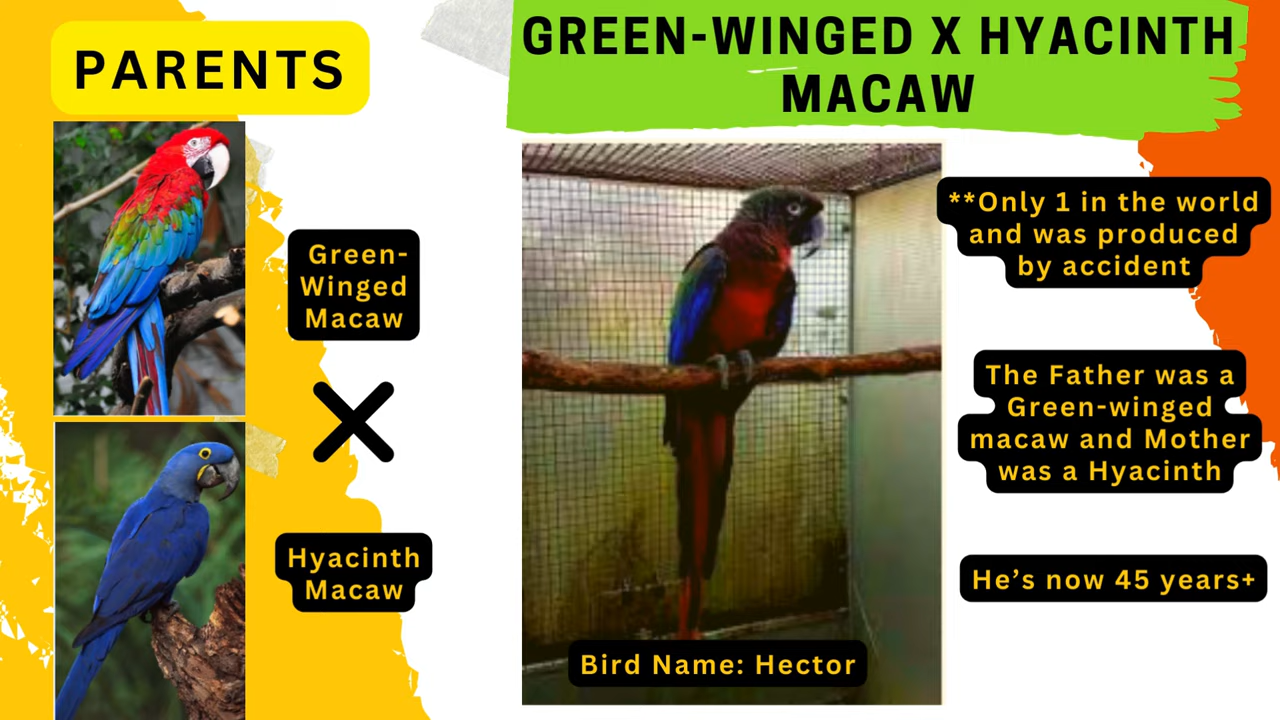 PARENTS
GREEN-WINGED X HYACINTH
MACAW
Green-
Winged
Macaw
Hyacinth
Macaw
**Only 1 in the world
and was produced
by accident
The Father was a
Green-winged
macaw and Mother
was a Hyacinth
He’s now 45 years+
Bird Name: Hector